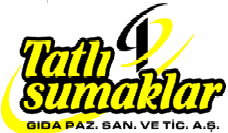 Tatlı
sumaklar
GIDA PAZ. SAN. VE TİC. A.Ş.